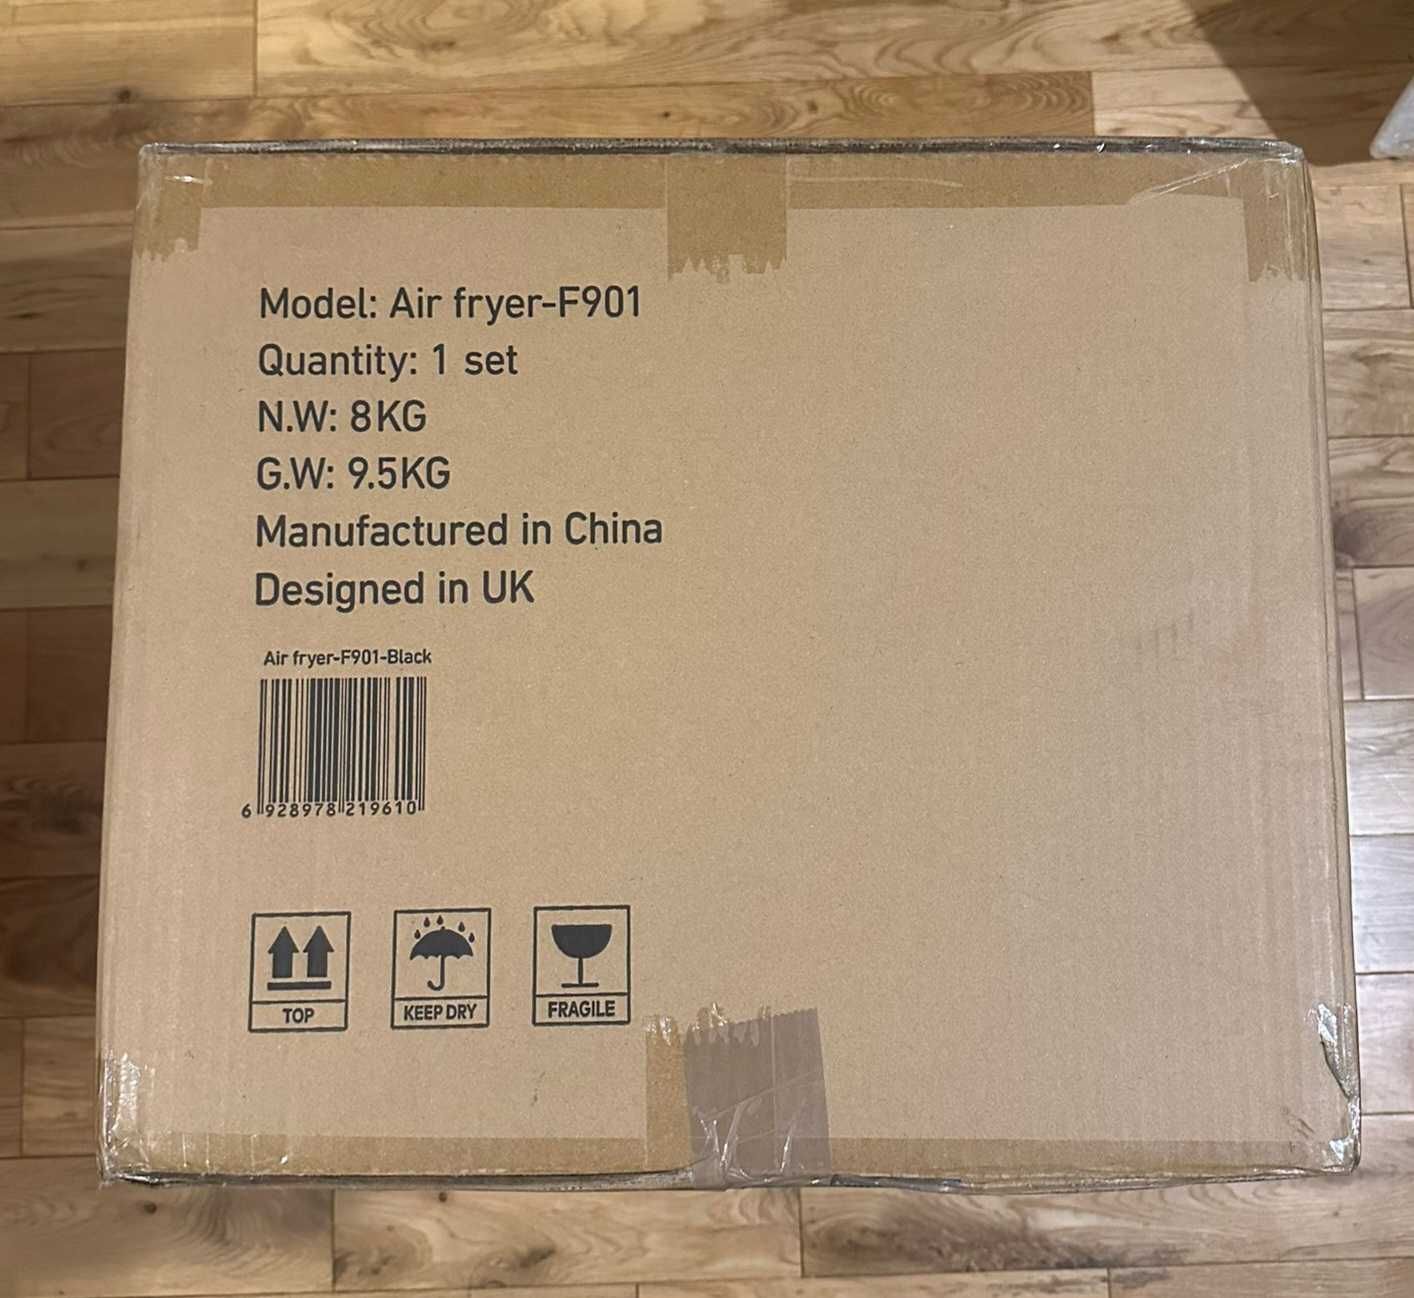 Model: Air fryer-F901
Quantity: 1 set
N.W: 8KG
G.W: 9.5KG
Manufactured in China
Designed in UK
Air fryer-F901-Black
6 928978 219610
TOP
KEEP DRY
FRAGILE